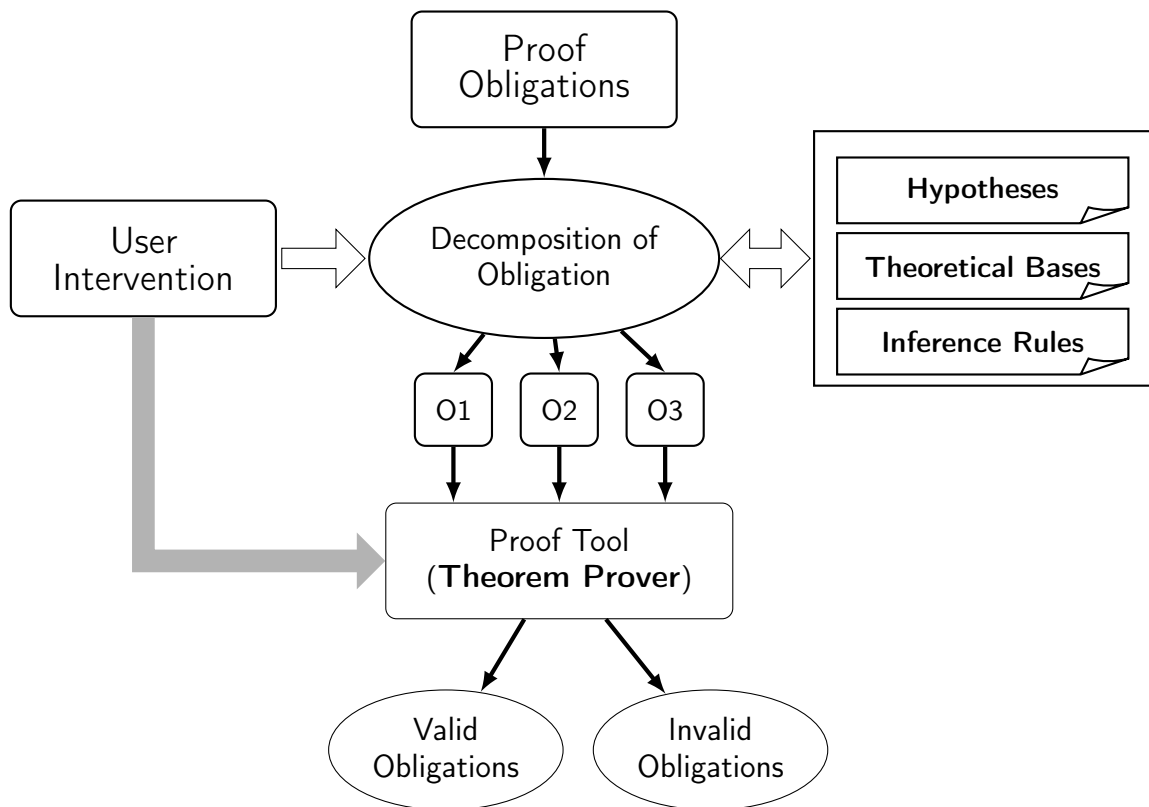 Proof
Obligations
Hypotheses
User
Intervention
Decomposition of
Obligation
Theoretical Bases
Inference Rules
O1
O2
O3
Proof Tool
(Theorem Prover)
Valid
Obligations
Invalid
Obligations